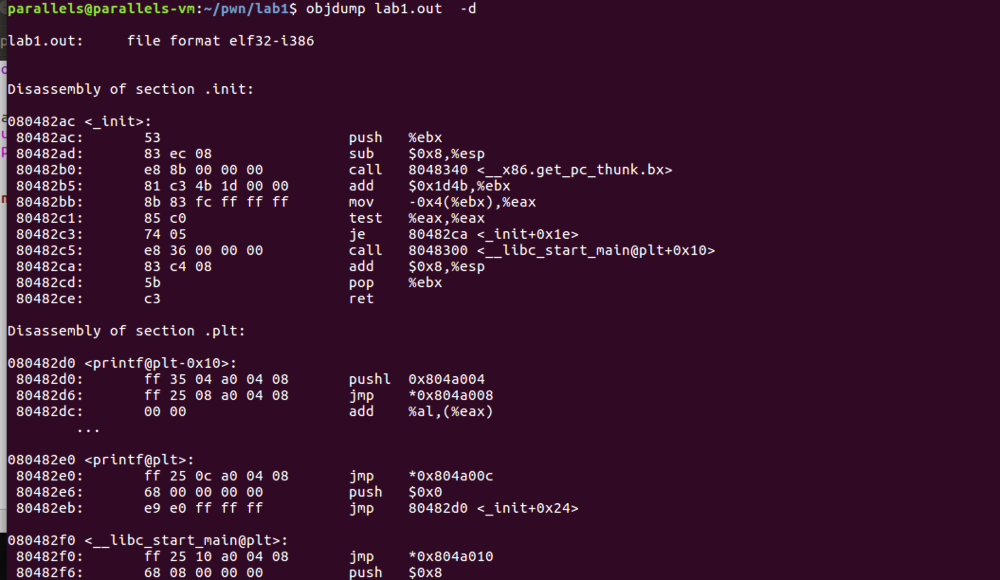 parallels@parallels-vm:~/pwn/lab1$ objdump lab1.out  -d
lab1.out:     file format elf32-i386
Disassembly of section .init:
080482ac <_init>:
 80482ac:	53	push   %ebx
 80482ad:	83 ec 08	sub    $0x8,%esp
 80482b0:	e8 8b 00 00 00	call   8048340 <__x86.get_pc_thunk.bx>
 80482b5:	81 c3 4b 1d 00 00	add    $0x1d4b,%ebx
 80482bb:	8b 83 fc ff ff ff	mov    -0x4(%ebx),%eax
 80482c1:	85 c0	test   %eax,%eax
 80482c3:	74 05	je     80482ca <_init+0x1e>
 80482c5:	e8 36 00 00 00	call   8048300 <__libc_start_main@plt+0x10>
 80482ca:	83 c4 08	add    $0x8,%esp
 80482cd:	5b	pop    %ebx
 80482ce:	c3	ret
Disassembly of section .plt:
080482d0 <printf@plt-0x10>:
 80482d0:	ff 35 04 a0 04 08	pushl  0x804a004
 80482d6:	ff 25 08 a0 04 08	jmp    *0x804a008
 80482dc:	00 00	add    %al,(%eax)
	...
080482e0 <printf@plt>:
 80482e0:	ff 25 0c a0 04 08	jmp    *0x804a00c
 80482e6:	68 00 00 00 00	push   $0x0
 80482eb:	e9 e0 ff ff ff	jmp    80482d0 <_init+0x24>
080482f0 <__libc_start_main@plt>:
 80482f0:	ff 25 10 a0 04 08	jmp    *0x804a010
 80482f6:	68 08 00 00 00	push   $0x8